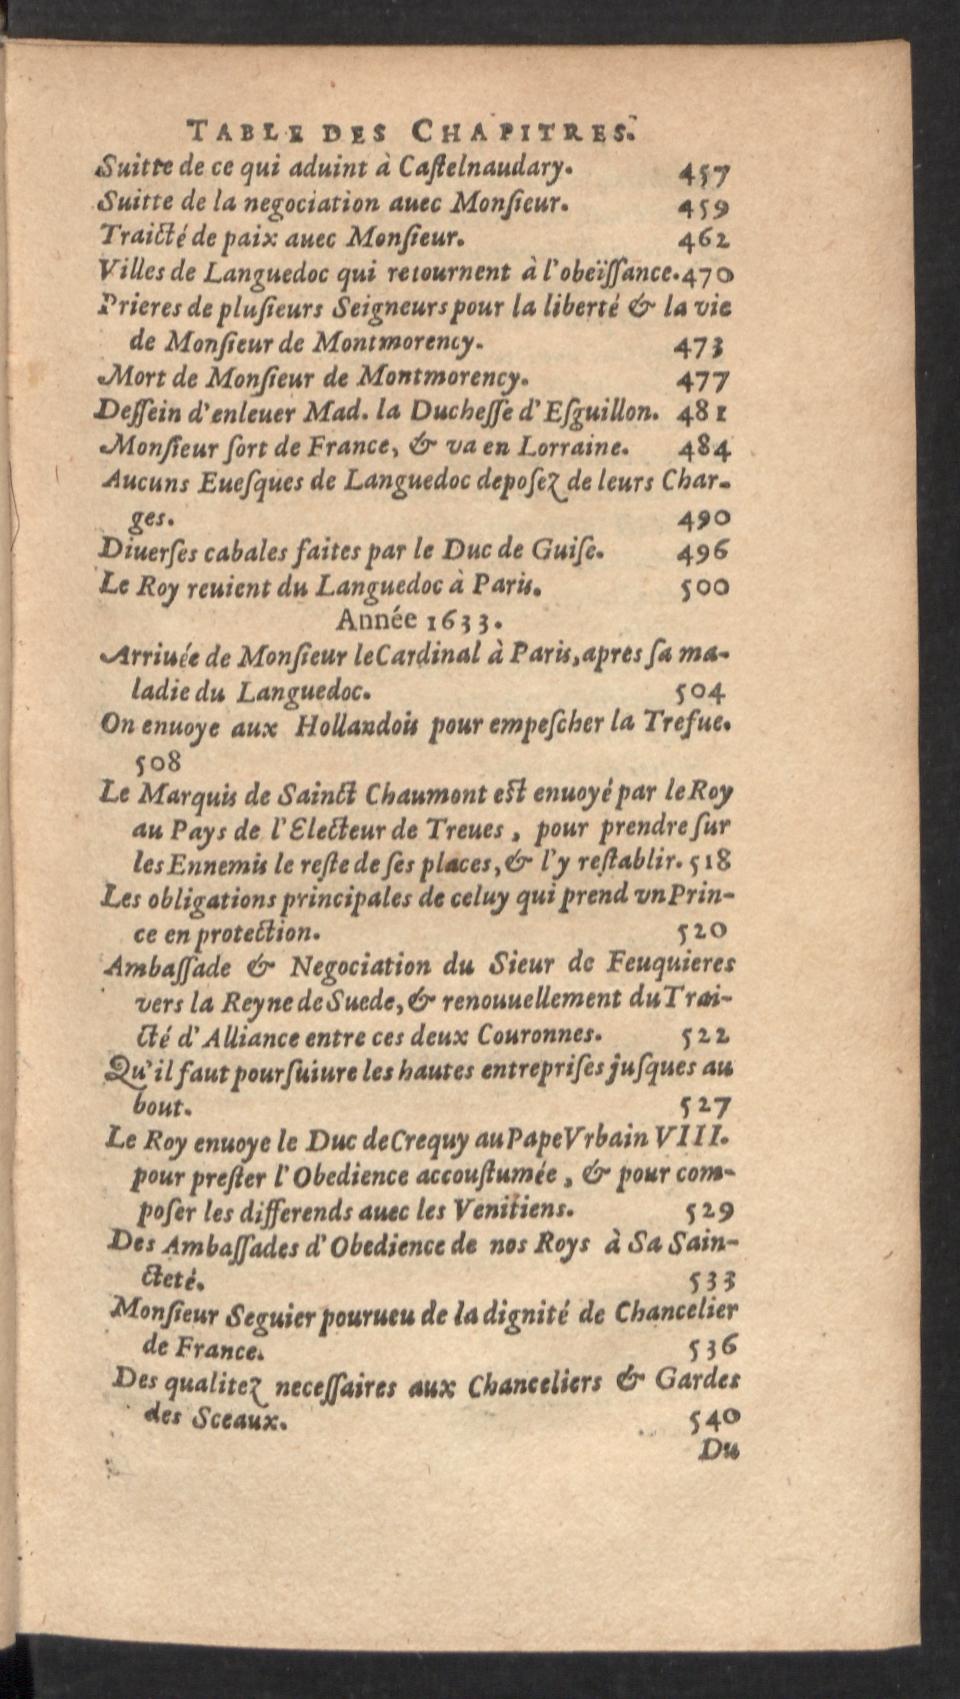 TABLE DES CHAPITRES.
Suitte de ce qui aduint à Caſtelnaudary. 457
Suitte de la negociation auec Monſieur. 459
Traicté de paix auec Monſieur. 462
Villes de Languedoc qui retournent à l'obeïſſance. 470
Prieres de pluſieurs Seigneurs pour la liberté & la vie
de Monſieur de Montmorency. 473
Mort de Monſieur de Montmorency. 477
Deſſein d'enleuer Mad. la Ducheſſe d'Eſguillon. 481
Monſieur ſort de France, & va en Lorraine. 484
Aucuns Eueſques de Languedoc depoſez de leurs Char-
ges. 490
Diuerſes cabales faites par le Duc de Guiſe. 496
Le Roy reuient du Languedoc à Paris. 500
Année 1633.
Arriuée de Monſieur le Cardinal à Paris, apres ſa ma-
ladie du Languedoc. 504
On enuoye aux Hollandois pour empeſcher la Trefue.
508
Le Marquis de Sainct Chaumont eſt enuoyé par le Roy
au Pays de l'Electeur de Treues, pour prendre ſur
les Ennemis le reſte de ſes places, & l'y reſtablir. 518
Les obligations principales de celuy qui prend vn Prin-
ce en protection. 520
Ambaſſade & Negociation du Sieur de Feuquieres
vers la Reyne de Suede, & renouuellement du Trai-
cté d'Alliance entre ces deux Couronnes. 522
Qu'il faut pourſuiure les hautes entrepriſes juſques au
bout. 527
Le Roy enuoye le Duc de Crequy au Pape Vrbain VIII.
pour preſter l'Obedience accouſtumée, & pour com-
poſer les differends auec les Venitiens. 529
Des Ambaſſades d'Obedience de nos Roys à Sa Sain-
cteté. 533
Monſieur Seguier pourueu de la dignité de Chancelier
de France. 536
Des qualitez neceſſaires aux Chanceliers & Gardes
des Sceaux. 540
Du